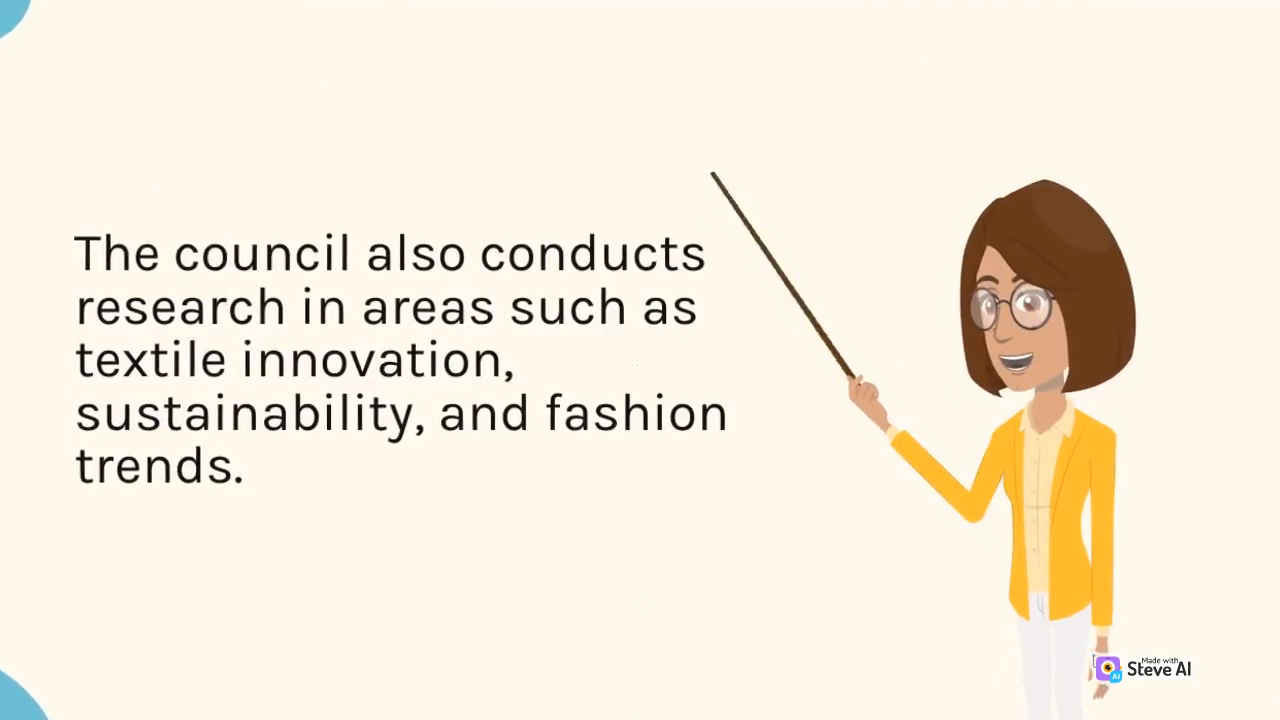 The council also conducts
research in areas such as
textile innovation,
sustainability, and fashion
trends.
Made with
Steve AI
AI